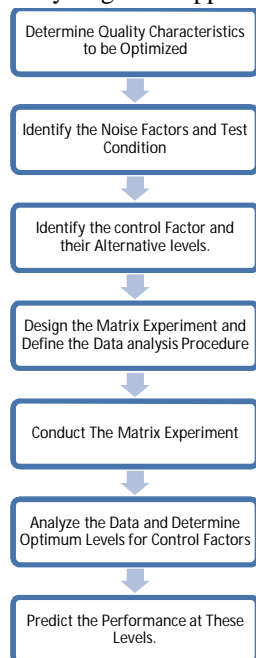 Determine Quality Characteristics
to be Optimized
Identify the Noise Factors and Test
Condition
Identify the control Factor and
their Alternative levels.
Design the Matrix Experiment and
Define the Data analysis Procedure
Conduct The Matrix Experiment
Analyze the Data and Determine
Optimum Levels for Control Factors
Predict the Performance at These
Levels.